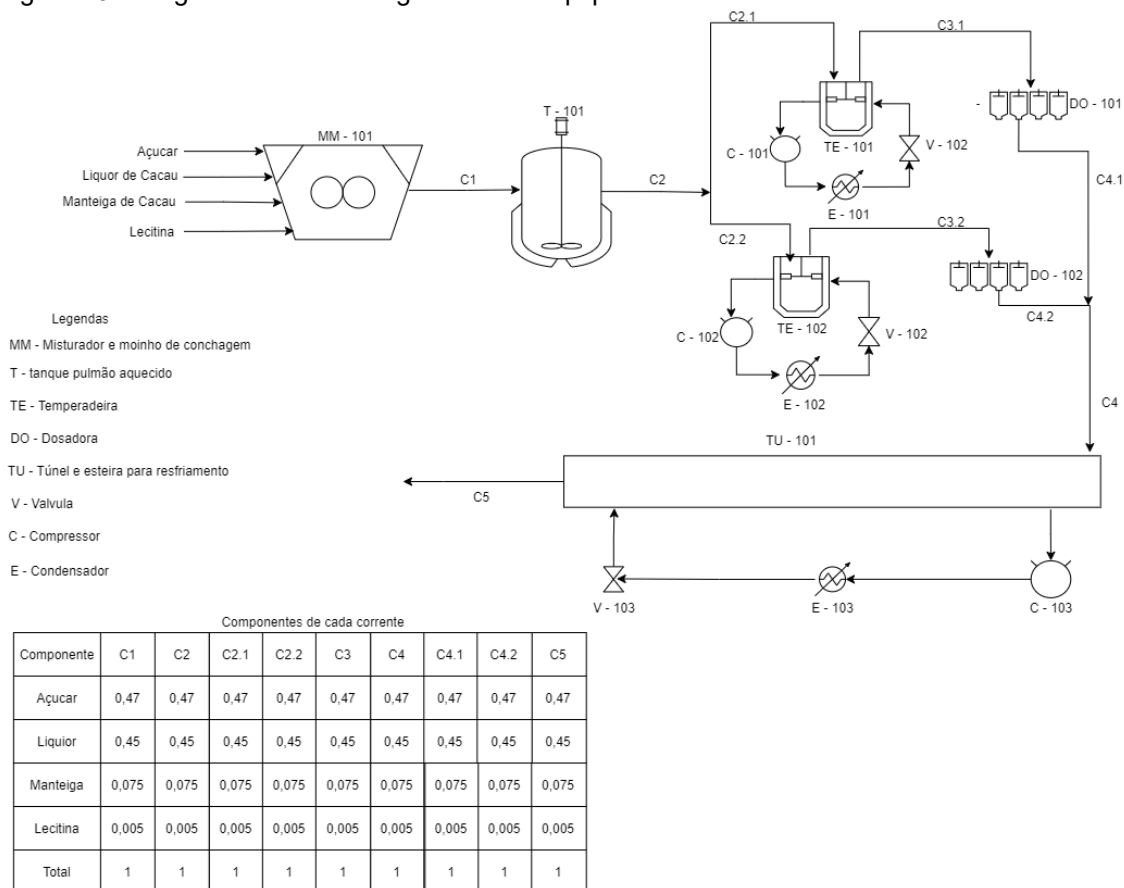 C2.1
C3.1
T - 101
- DO - 101
MM - 101
Açucar
Liquor de Cacau
Manteiga de Cacau
Lecitina
C1
C2
C - 101
TE - 101
V - 102
E - 101
C4.1
C2.2
C3.2
DO - 102
C4.2
C - 102
TE - 102
V - 102
E - 102
C4
Legendas
MM - Misturador e moinho de conchagem
T - tanque pulmão aquecido
TE - Temperadeira
DO - Dosadora
TU - Túnel e esteira para resfriamento
V - Valvula
C - Compressor
E - Condensador
TU - 101
C5
V - 103
E - 103
C - 103
Componentes de cada corrente
Componente C1 C2 C2.1 C2.2 C3 C4 C4.1 C4.2 C5
Açucar 0,47 0,47 0,47 0,47 0,47 0,47 0,47 0,47 0,47
Liquior 0,45 0,45 0,45 0,45 0,45 0,45 0,45 0,45 0,45
Manteiga 0,075 0,075 0,075 0,075 0,075 0,075 0,075 0,075 0,075
Lecitina 0,005 0,005 0,005 0,005 0,005 0,005 0,005 0,005 0,005
Total 1 1 1 1 1 1 1 1 1